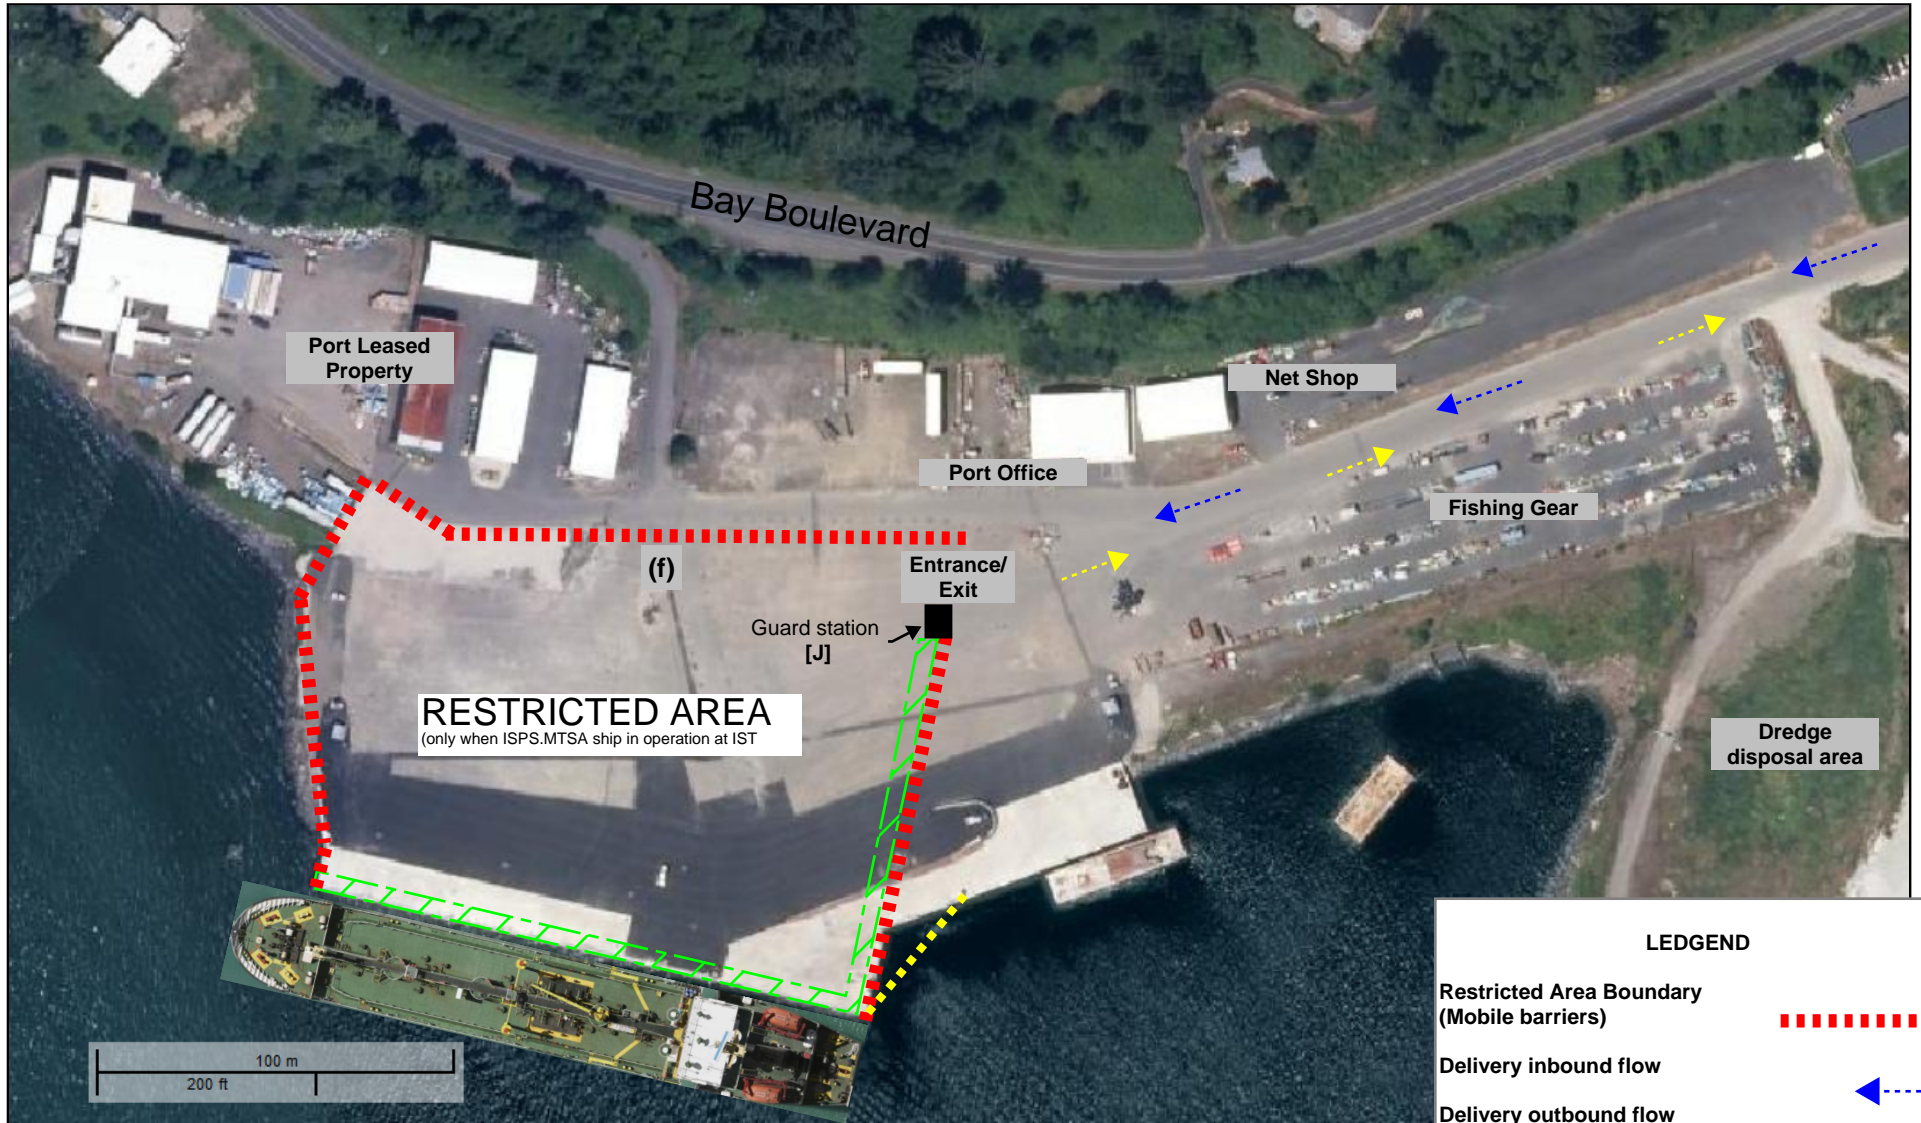 Bay Boulevard
Port Leased
Property
Net Shop
Port Office
Fishing Gear
(f)
Entrance/
Exit
Guard station
[J]
RESTRICTED AREA
(only when ISPS.MTSA ship in operation at IST
Dredge
disposal area
100 m
200 ft
LEDGEND
Restricted Area Boundary
(Mobile barriers)
Delivery inbound flow
Delivery outbound flow